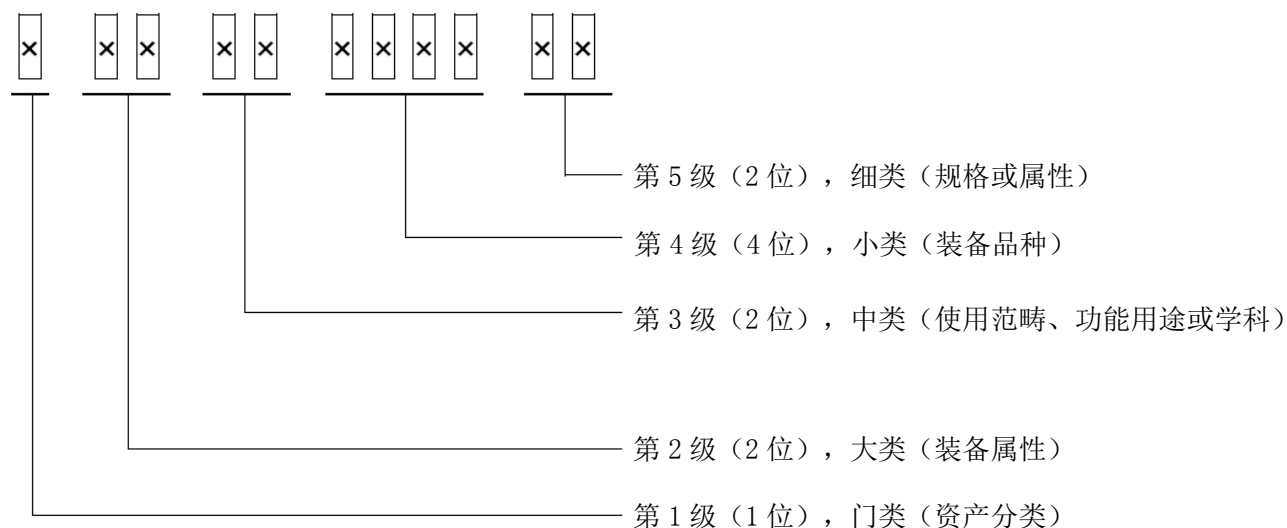 × ×× ×× ×××× ××
第5级（2位），细类（规格或属性）
第4级（4位），小类（装备品种）
第3级（2位），中类（使用范畴、功能用途或学科）
第2级（2位），大类（装备属性）
第1级（1位），门类（资产分类）